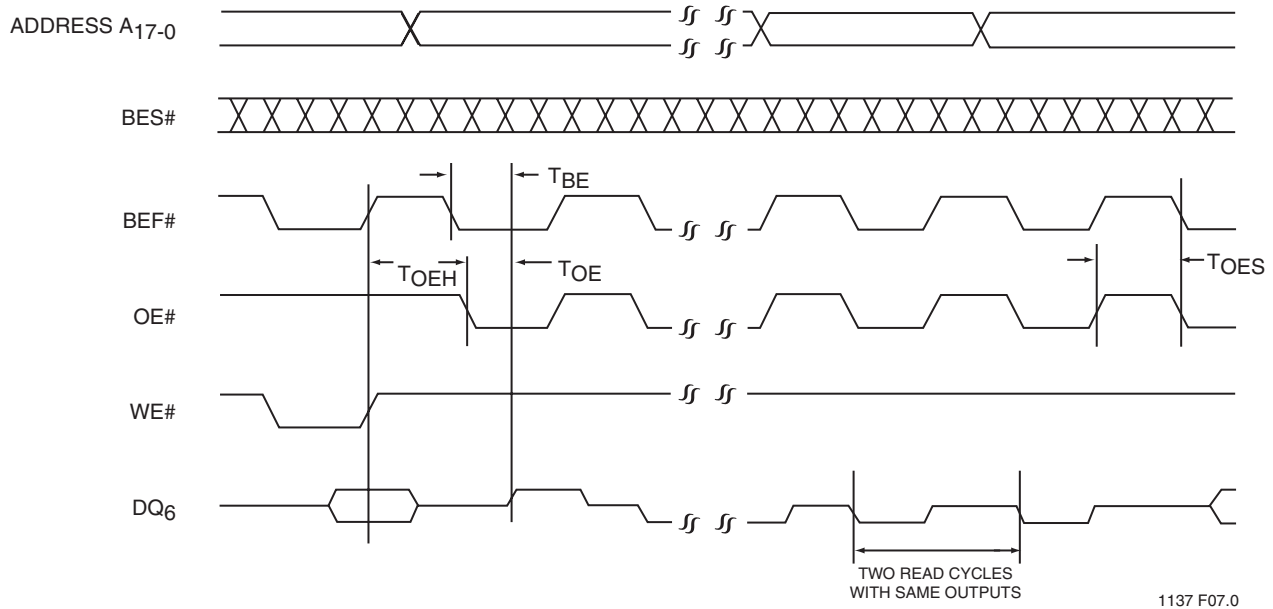 ADDRESS A17-0
BES#
TBE
BEF#
TOEH
TOE
TOES
OE#
WE#
DQ6
TWO READ CYCLES
WITH SAME OUTPUTS
1137 F07.0